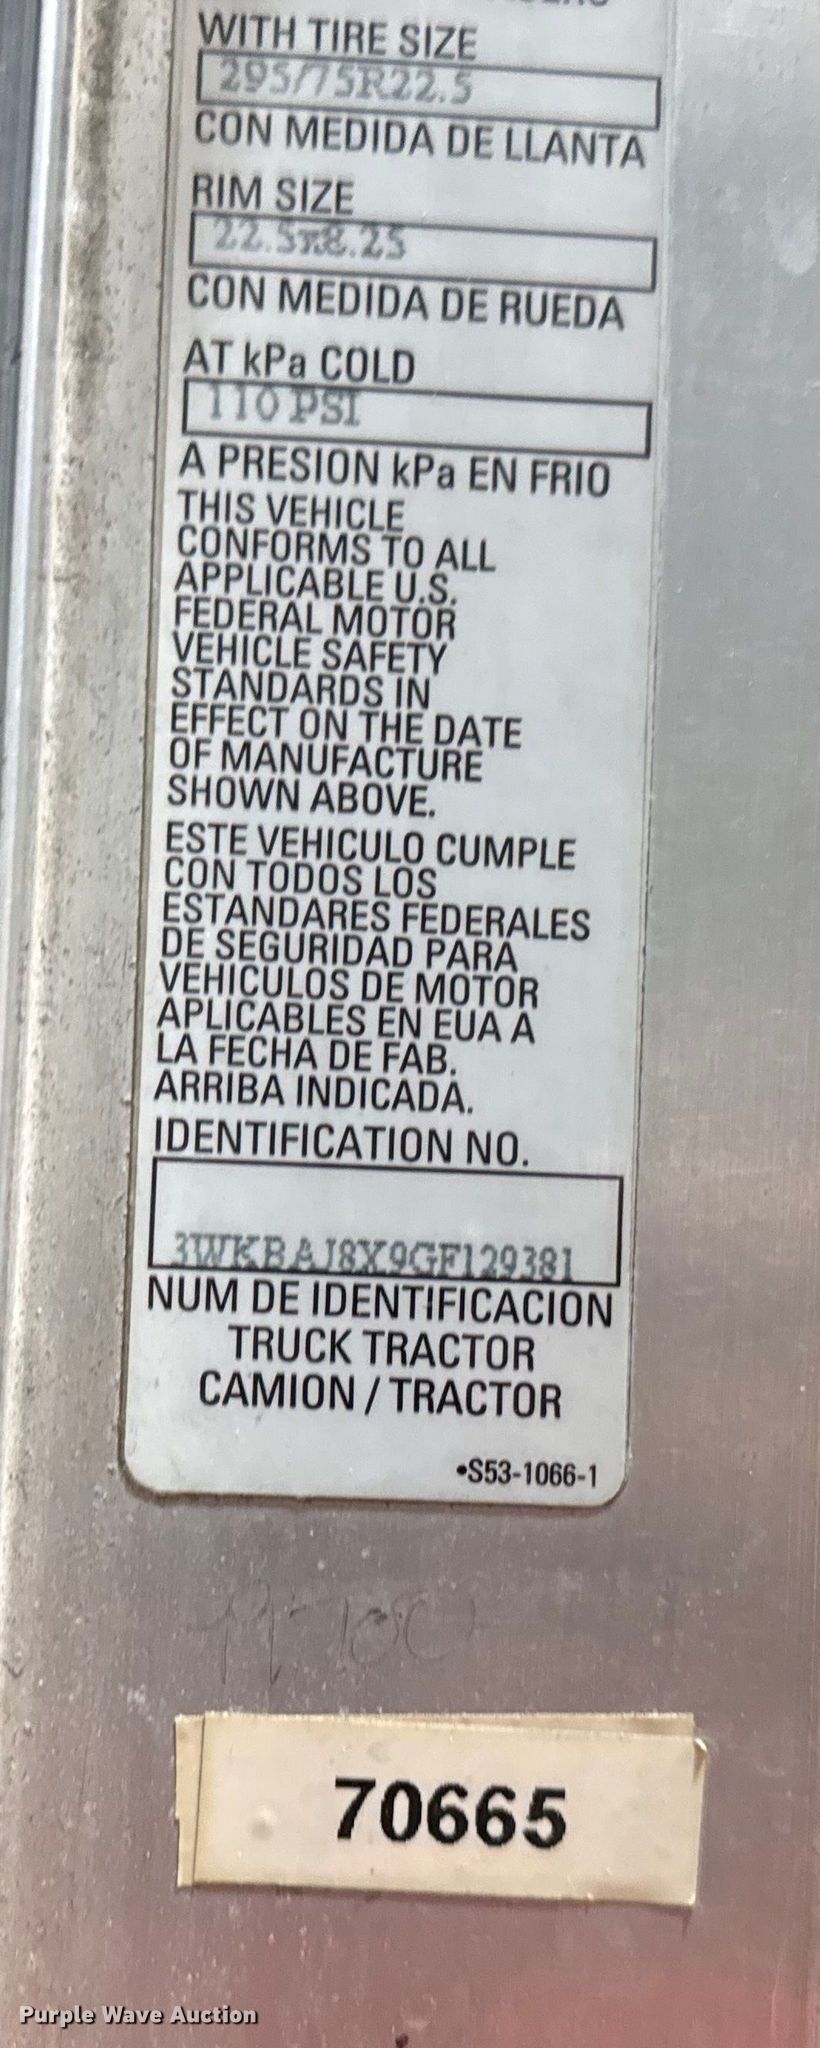 WITH TIRE SIZE
295/75R22.5
CON MEDIDA DE LLANTA
RIM SIZE
22.5x8.25
CON MEDIDA DE RUEDA
AT kPa COLD
110 PSI
A PRESION kPa EN FRIO
THIS VEHICLE
CONFORMS TO ALL
APPLICABLE U.S.
FEDERAL MOTOR
VEHICLE SAFETY
STANDARDS IN
EFFECT ON THE DATE
OF MANUFACTURE
SHOWN ABOVE.
ESTE VEHICULO CUMPLE
CON TODOS LOS
ESTANDARES FEDERALES
DE SEGURIDAD PARA
VEHICULOS DE MOTOR
APLICABLES EN EUA A
LA FECHA DE FAB.
ARRIBA INDICADA.
IDENTIFICATION NO.
3WKBAJ8X9GF129381
NUM DE IDENTIFICACION
TRUCK TRACTOR
CAMION / TRACTOR
•S53-1066-1
70665
Purple Wave Auction